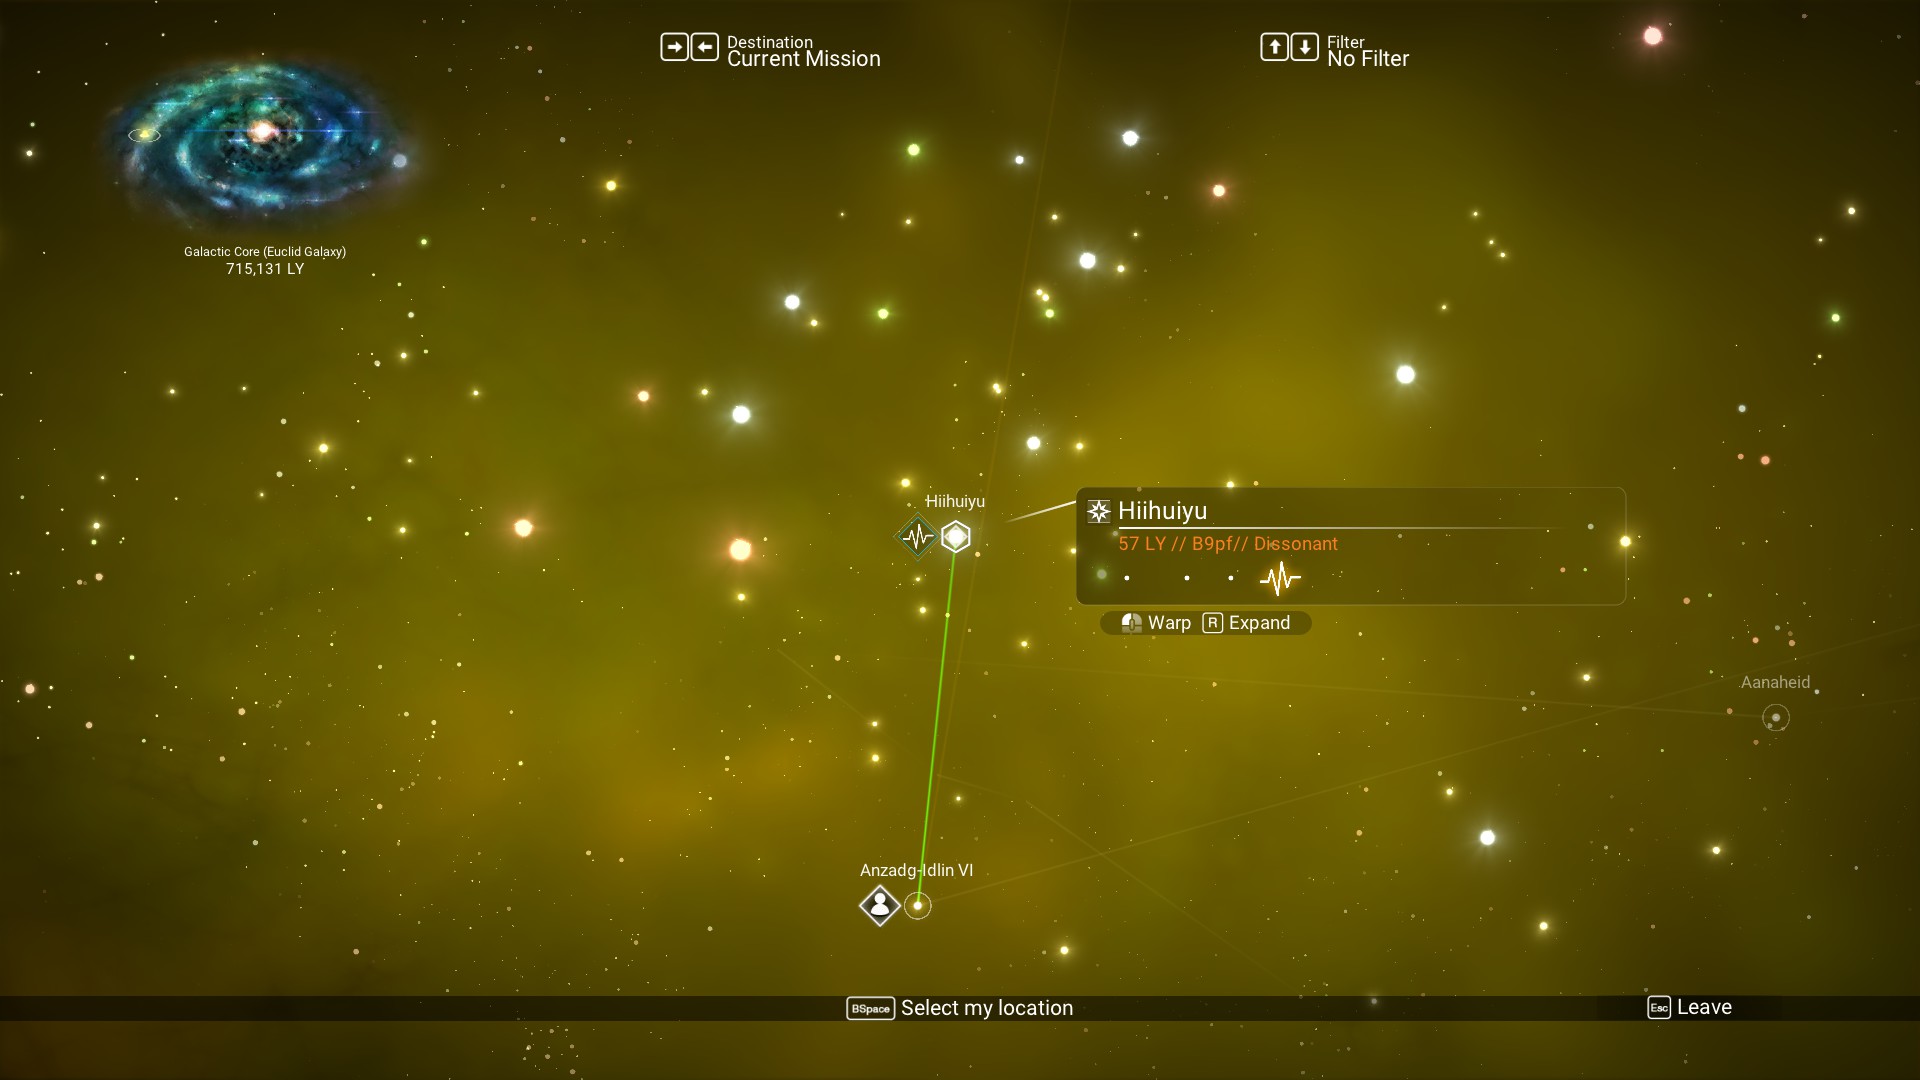 Destination
Current Mission
Filter
No Filter
Galactic Core (Euclid Galaxy)
715,131 LY
Hiihuiyu
Hiihuiyu
57 LY // B9pf// Dissonant
Warp R Expand
Aanaheid
Anzadg-Idlin VI
BSpace Select my location
Esc Leave